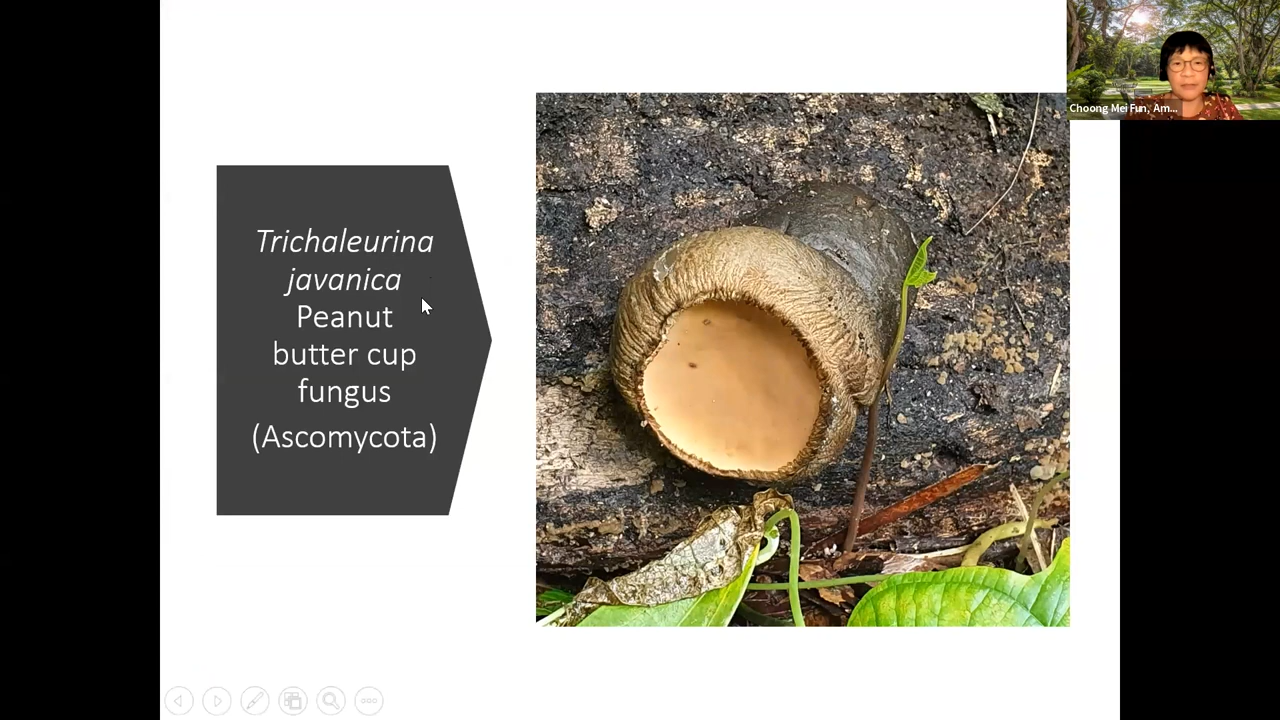 Trichaleurina
javanica
Peanut
butter cup
fungus
(Ascomycota)
Choong Mei Fun, Am...